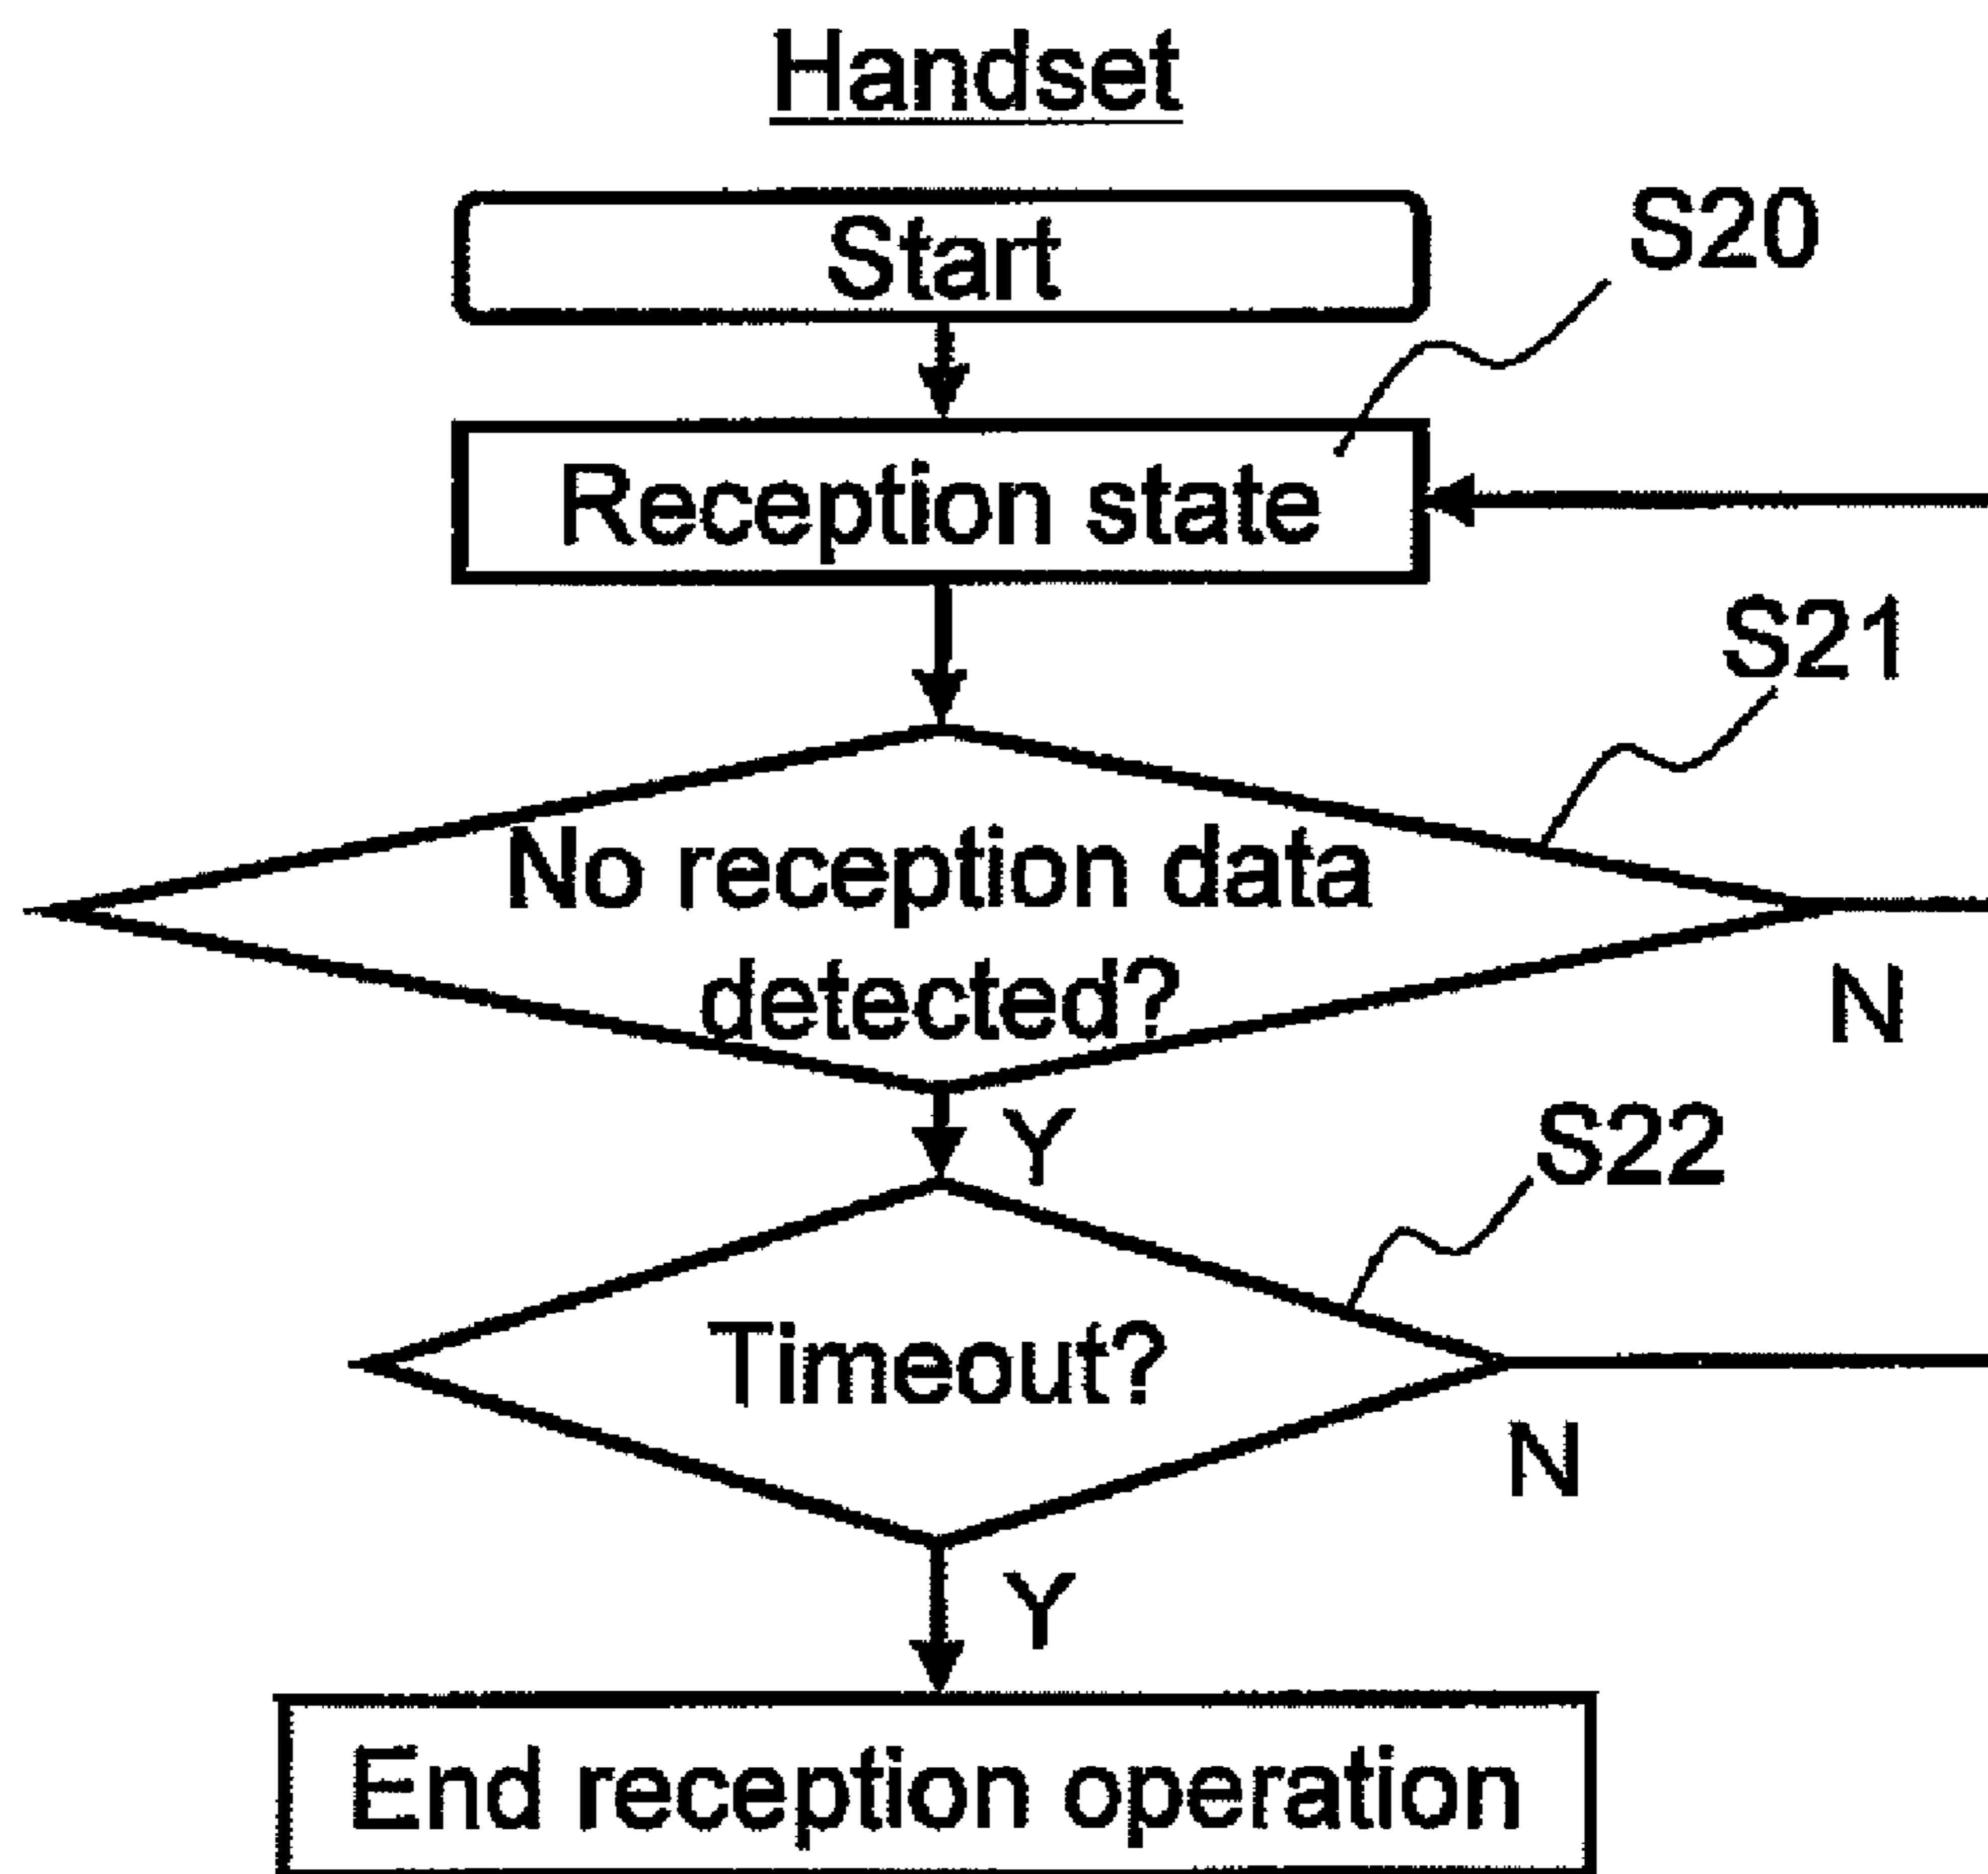 Handset
Start
S20
Reception state
S21
No reception data
detected?
N
Y
S22
Timeout?
N
Y
End reception operation